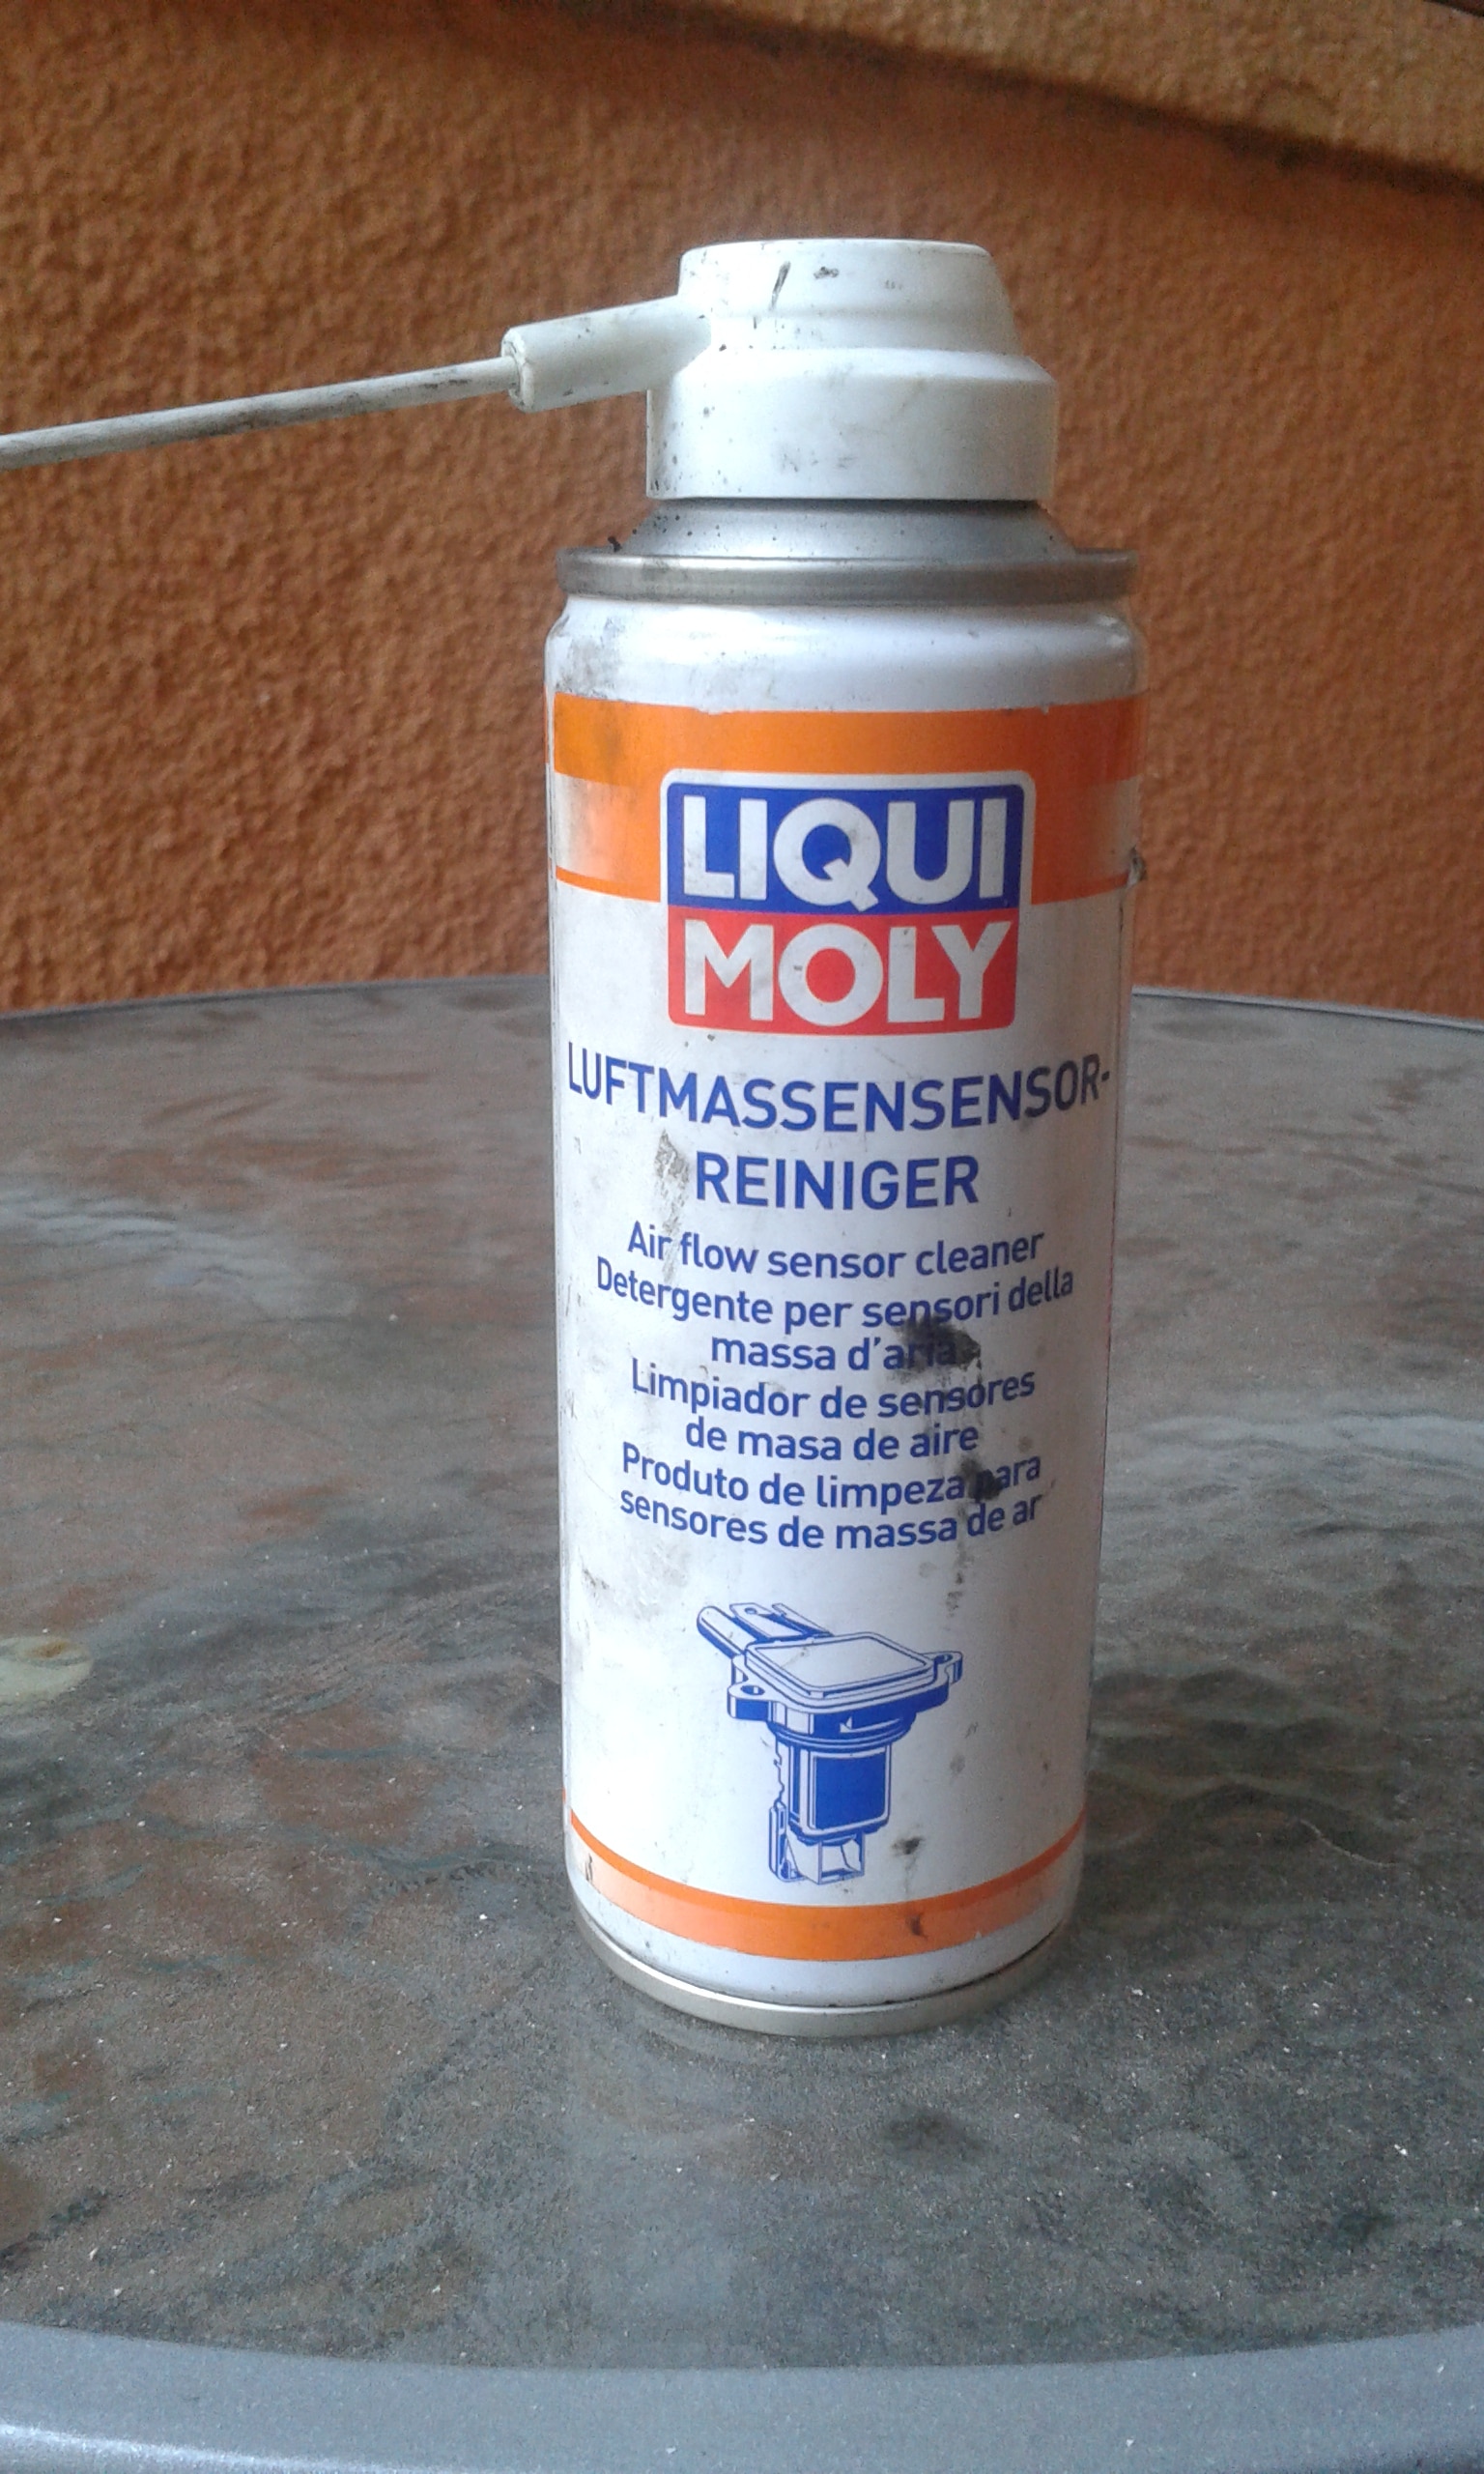 LIQUI
MOLY
LUFTMASSENSENSOR-
REINIGER
Air flow sensor cleaner
Detergente per sensori della
massa d'aria
Limpiador de sensores
de masa de aire
Produto de limpeza para
sensores de massa de ar